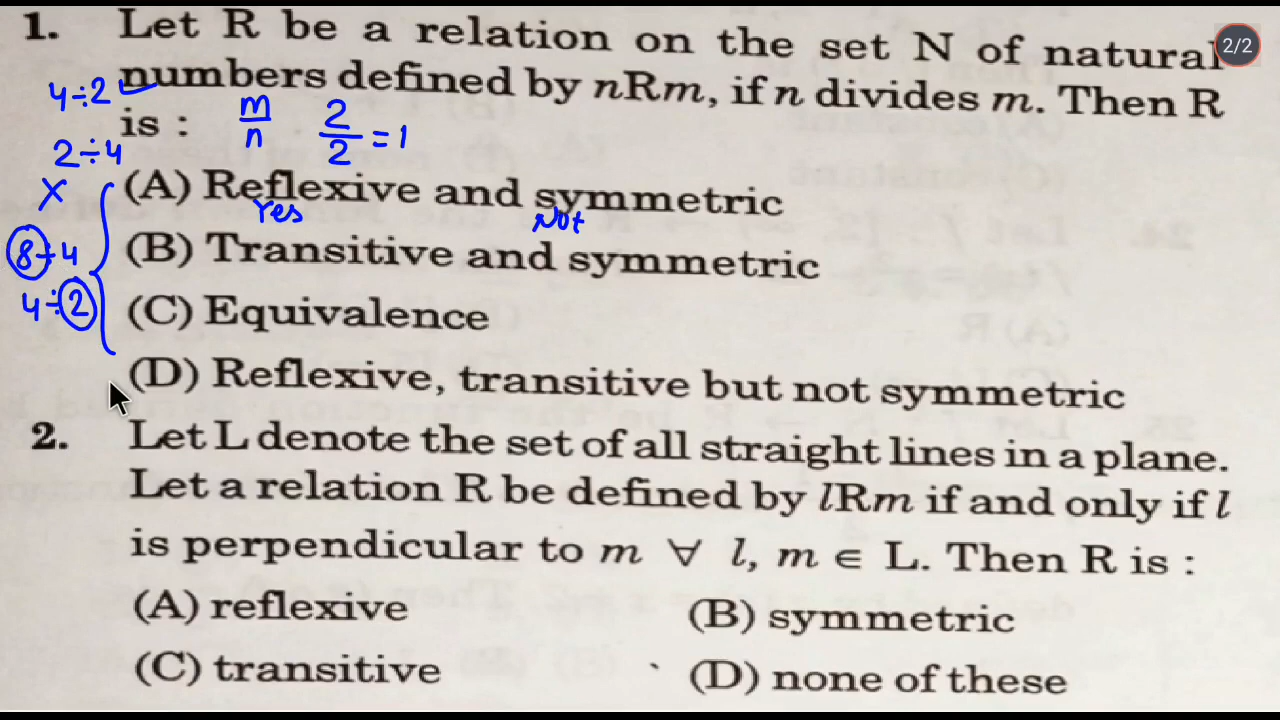 2/2
1. Let R be a relation on the set N of natural
numbers defined by nRm, if n divides m. Then R
is :
m/n 2/2 = 1
4÷2
2÷4
×
8÷4
4÷2
(A) Reflexive and symmetric
Yes Not
(B) Transitive and symmetric
(C) Equivalence
(D) Reflexive, transitive but not symmetric
2. Let L denote the set of all straight lines in a plane.
Let a relation R be defined by lRm if and only if l
is perpendicular to m ∀ l, m ∈ L. Then R is :
(A) reflexive (B) symmetric
(C) transitive (D) none of these